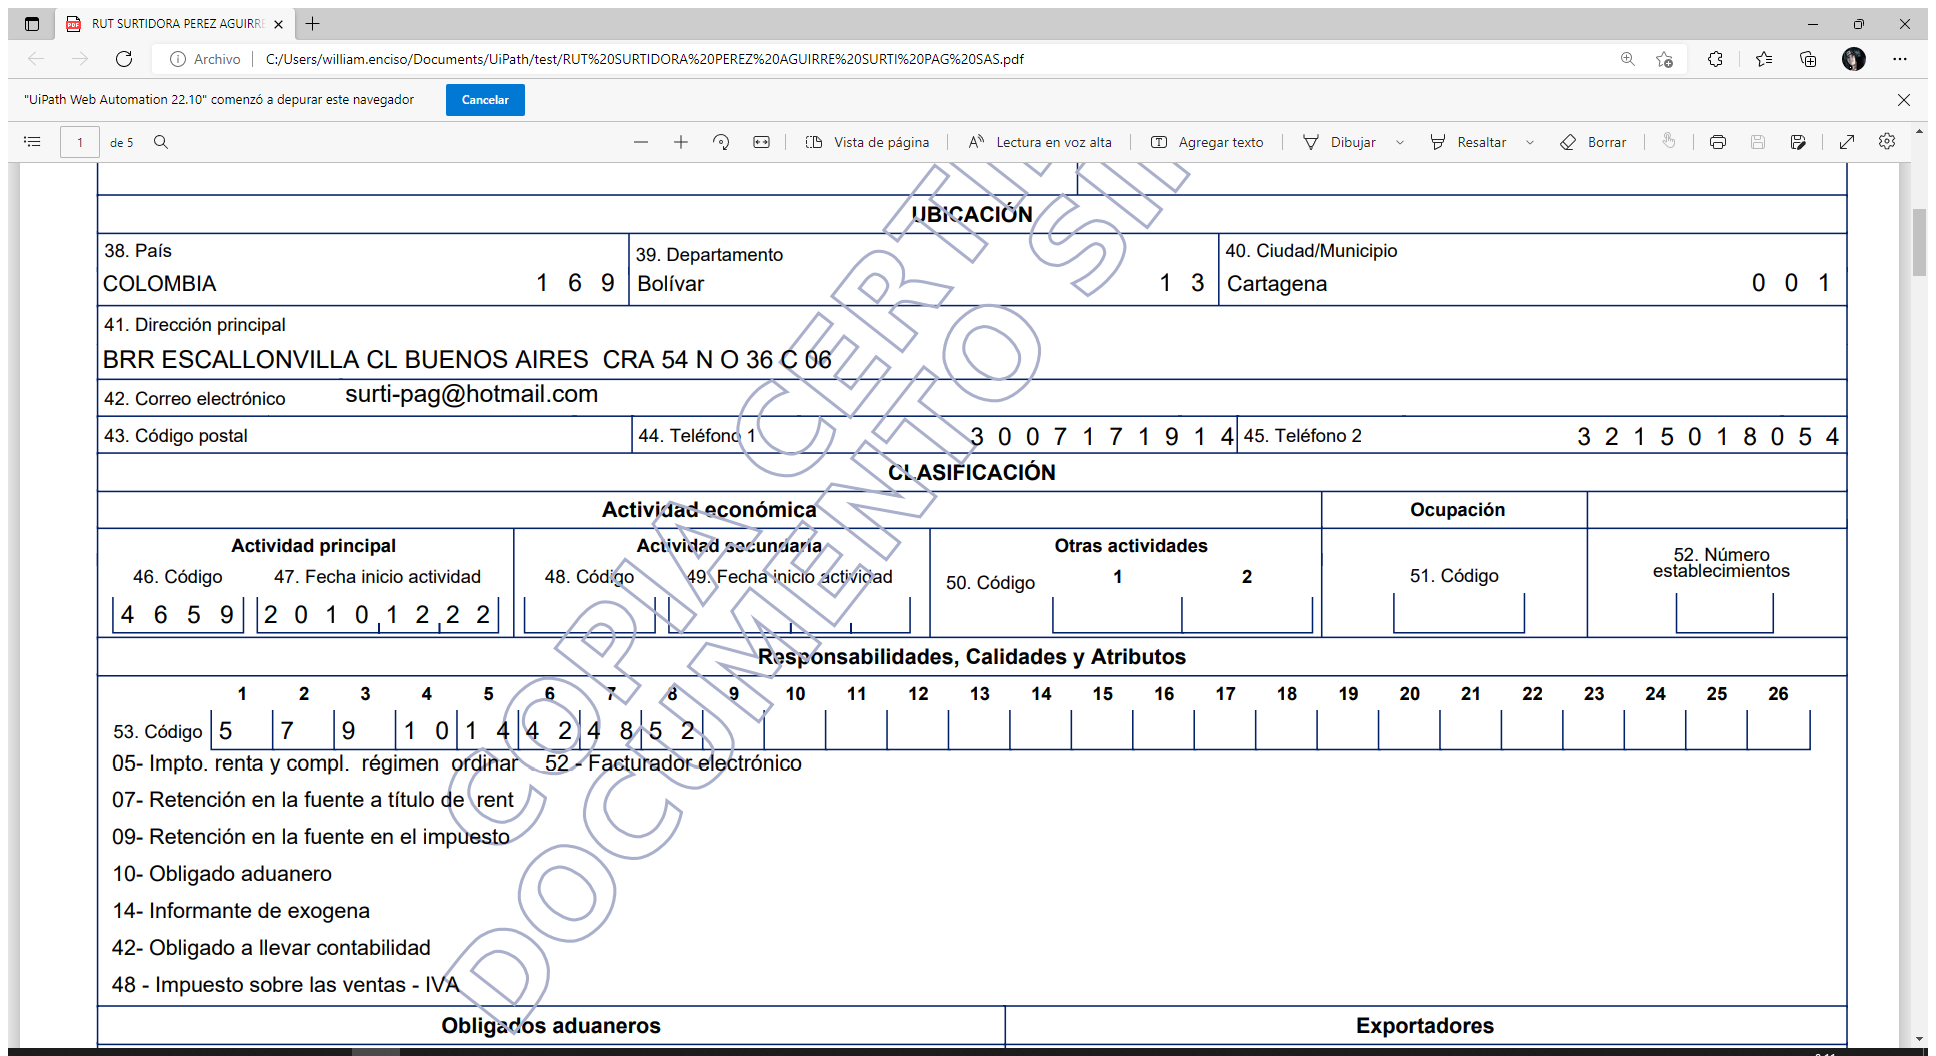 RUT SURTIDORA PEREZ AGUIRRE
Archivo C:/Users/william.enciso/Documents/UiPath/test/RUT%20SURTIDORA%20PEREZ%20AGUIRRE%20SURTI%20PAG%20SAS.pdf
"UiPath Web Automation 22.10" comenzó a depurar este navegador Cancelar
1 de 5 Vista de página Lectura en voz alta Agregar texto Dibujar Resaltar Borrar
UBICACIÓN
38. País 39. Departamento 40. Ciudad/Municipio
COLOMBIA 1 6 9 Bolívar 1 3 Cartagena 0 0 1
41. Dirección principal
BRR ESCALLONVILLA CL BUENOS AIRES CRA 54 N O 36 C 06
42. Correo electrónico surti-pag@hotmail.com
43. Código postal 44. Teléfono 1 3 0 0 7 1 7 1 9 1 4 45. Teléfono 2 3 2 1 5 0 1 8 0 5 4
CLASIFICACIÓN
Actividad económica Ocupación
Actividad principal Actividad secundaria Otras actividades 52. Número establecimientos
46. Código 47. Fecha inicio actividad 48. Código 49. Fecha inicio actividad 50. Código 1 2 51. Código
4 6 5 9 2 0 1 0 1 2 2 2
Responsabilidades, Calidades y Atributos
1 2 3 4 5 6 7 8 9 10 11 12 13 14 15 16 17 18 19 20 21 22 23 24 25 26
53. Código 5 7 9 1 0 1 4 4 2 4 8 5 2
05- Impto. renta y compl. régimen ordinar 52 - Facturador electrónico
07- Retención en la fuente a título de rent
09- Retención en la fuente en el impuesto
10- Obligado aduanero
14- Informante de exogena
42- Obligado a llevar contabilidad
48 - Impuesto sobre las ventas - IVA
Obligados aduaneros Exportadores
COPIA
DOCUMENTO